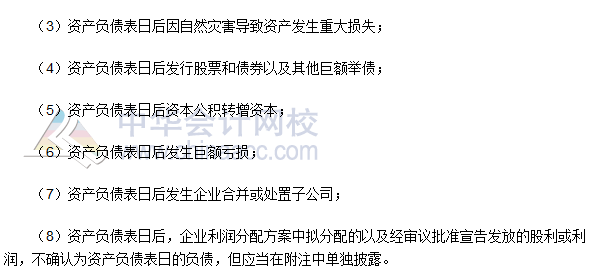 （3）资产负债表日后因自然灾害导致资产发生重大损失；
（4）资产负债表日后发行股票和债券以及其他巨额举债；
（5）资产负债表日后资本公积转增资本；
中华会计网校
（6）资产负债表日后发生巨额亏损；
（7）资产负债表日后发生企业合并或处置子公司；
（8）资产负债表日后，企业利润分配方案中拟分配的以及经审议批准宣告发放的股利或利
润，不确认为资产负债表日的负债，但应当在附注中单独披露。